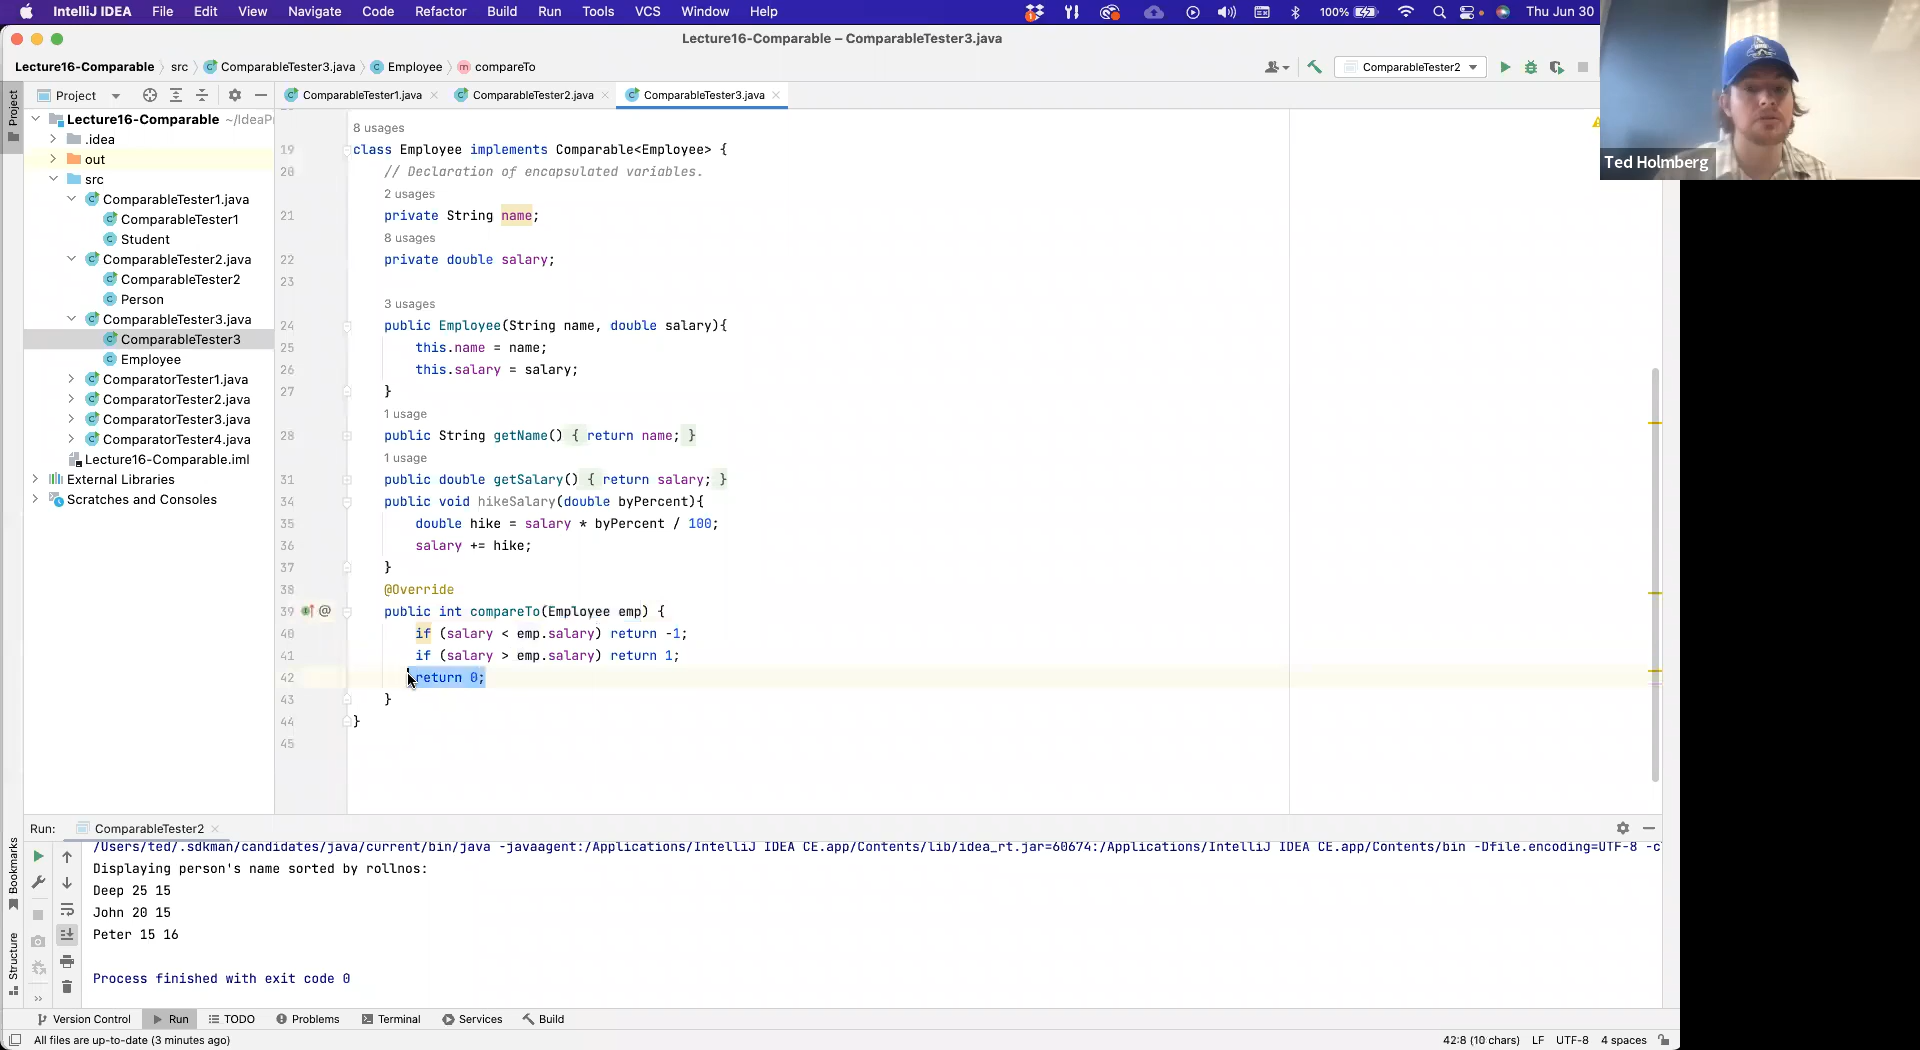 IntelliJ IDEA File Edit View Navigate Code Refactor Build Run Tools VCS Window Help 100% Thu Jun 30
Lecture16-Comparable – ComparableTester3.java
Lecture16-Comparable src ComparableTester3.java Employee compareTo ComparableTester2
Project ComparableTester1.java ComparableTester2.java ComparableTester3.java
Project
Lecture16-Comparable ~/IdeaPr
.idea
out
src
ComparableTester1.java
ComparableTester1
Student
ComparableTester2.java
ComparableTester2
Person
ComparableTester3.java
ComparableTester3
Employee
ComparatorTester1.java
ComparatorTester2.java
ComparatorTester3.java
ComparatorTester4.java
Lecture16-Comparable.iml
External Libraries
Scratches and Consoles
8 usages
19 class Employee implements Comparable<Employee> {
20 // Declaration of encapsulated variables.
2 usages
21 private String name;
8 usages
22 private double salary;
23
3 usages
24 public Employee(String name, double salary){
25 this.name = name;
26 this.salary = salary;
27 }
1 usage
28 public String getName() { return name; }
1 usage
31 public double getSalary() { return salary; }
34 public void hikeSalary(double byPercent){
35 double hike = salary * byPercent / 100;
36 salary += hike;
37 }
38 @Override
39 @ public int compareTo(Employee emp) {
40 if (salary < emp.salary) return -1;
41 if (salary > emp.salary) return 1;
42 return 0;
43 }
44 }
45
Ted Holmberg
Run: ComparableTester2
/Users/ted/.sdkman/candidates/java/current/bin/java -javaagent:/Applications/IntelliJ IDEA CE.app/Contents/lib/idea_rt.jar=60674:/Applications/IntelliJ IDEA CE.app/Contents/bin -Dfile.encoding=UTF-8 -c
Displaying person's name sorted by rollnos:
Deep 25 15
John 20 15
Peter 15 16
Process finished with exit code 0
Bookmarks
Structure
Version Control Run TODO Problems Terminal Services Build
All files are up-to-date (3 minutes ago) 42:8 (10 chars) LF UTF-8 4 spaces